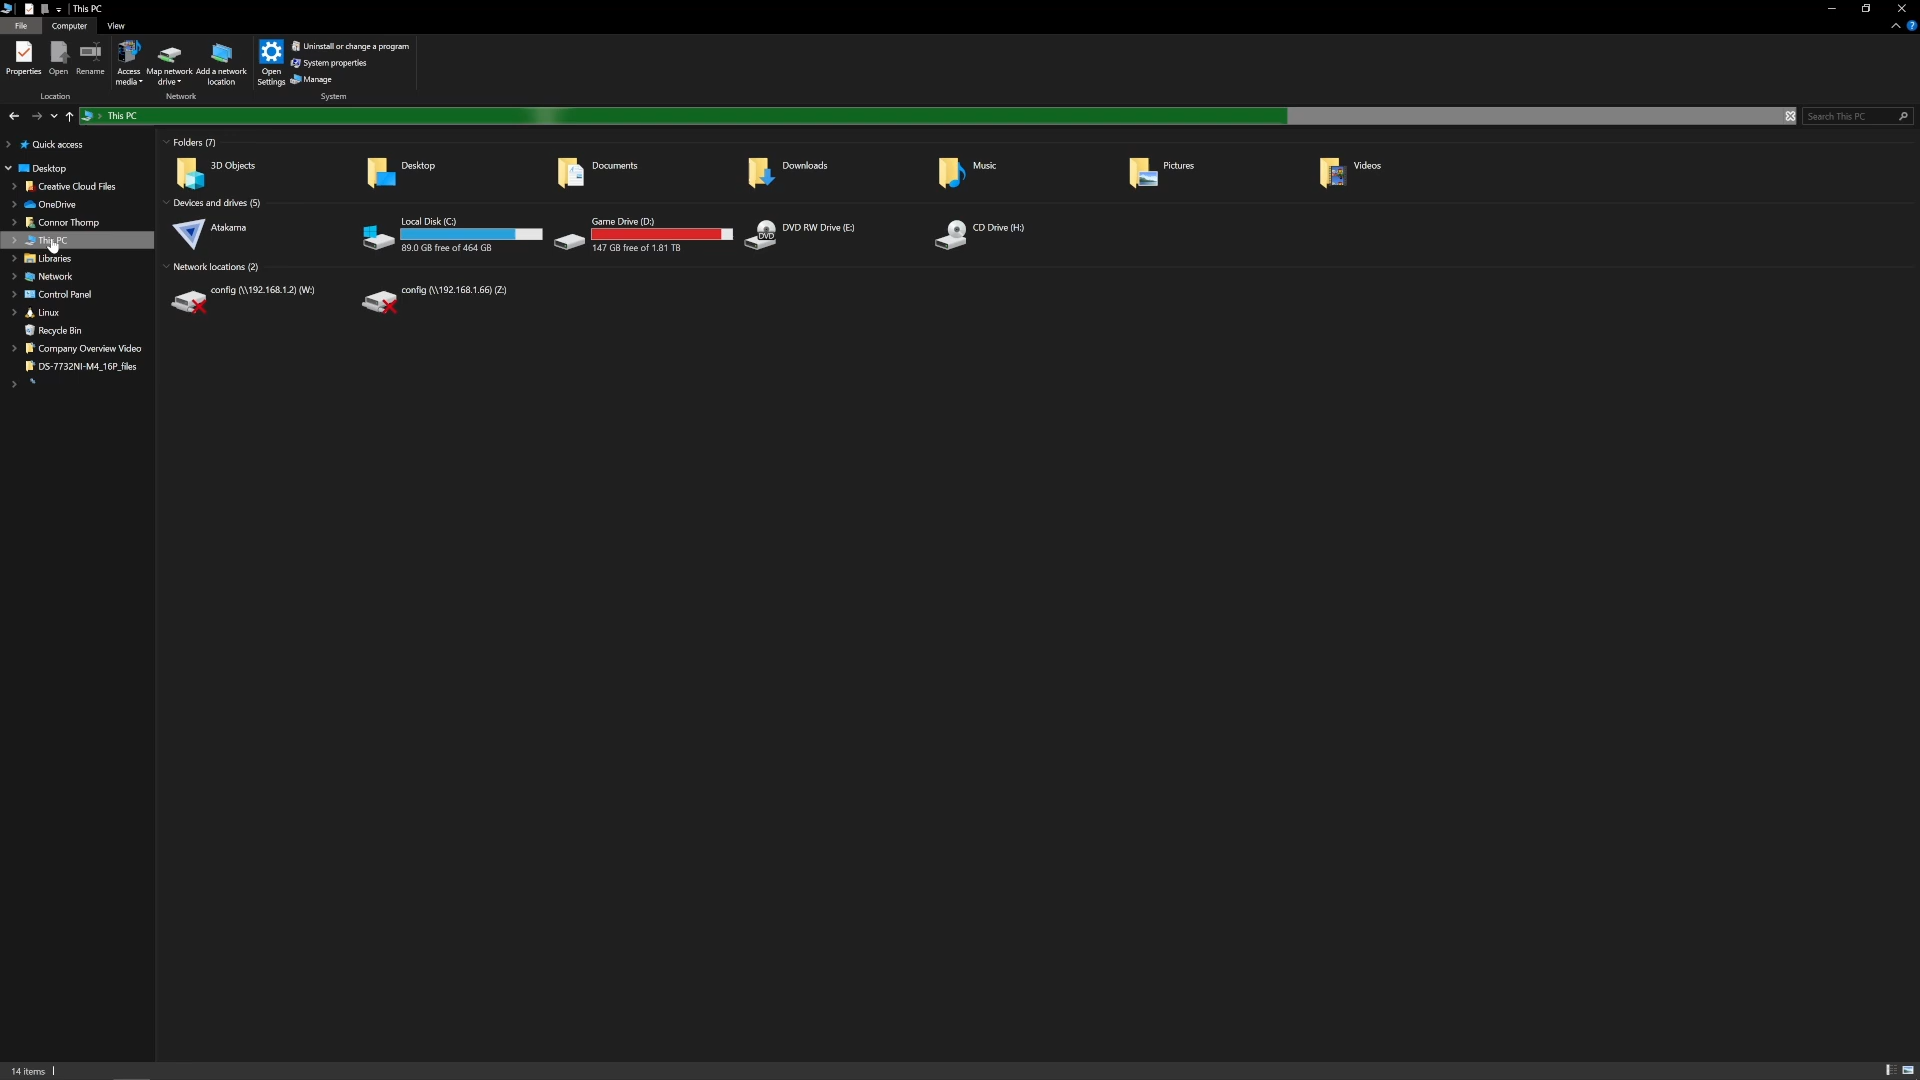 This PC
File Computer View
Properties Open Rename Access media Map network drive Add a network location Open Settings Uninstall or change a program
System properties
Manage
Location Network System
This PC Search This PC
Quick access
Desktop
Creative Cloud Files
OneDrive
Connor Thomp
This PC
Libraries
Network
Control Panel
Linux
Recycle Bin
Company Overview Video
DS-7732NI-M4_16P_files
Folders (7)
3D Objects Desktop Documents Downloads Music Pictures Videos
Devices and drives (5)
Atakama
Local Disk (C:)
89.0 GB free of 464 GB
Game Drive (D:)
147 GB free of 1.81 TB
DVD RW Drive (E:)
DVD
CD Drive (H:)
Network locations (2)
config (\\192.168.1.2) (W:) config (\\192.168.1.66) (Z:)
14 items